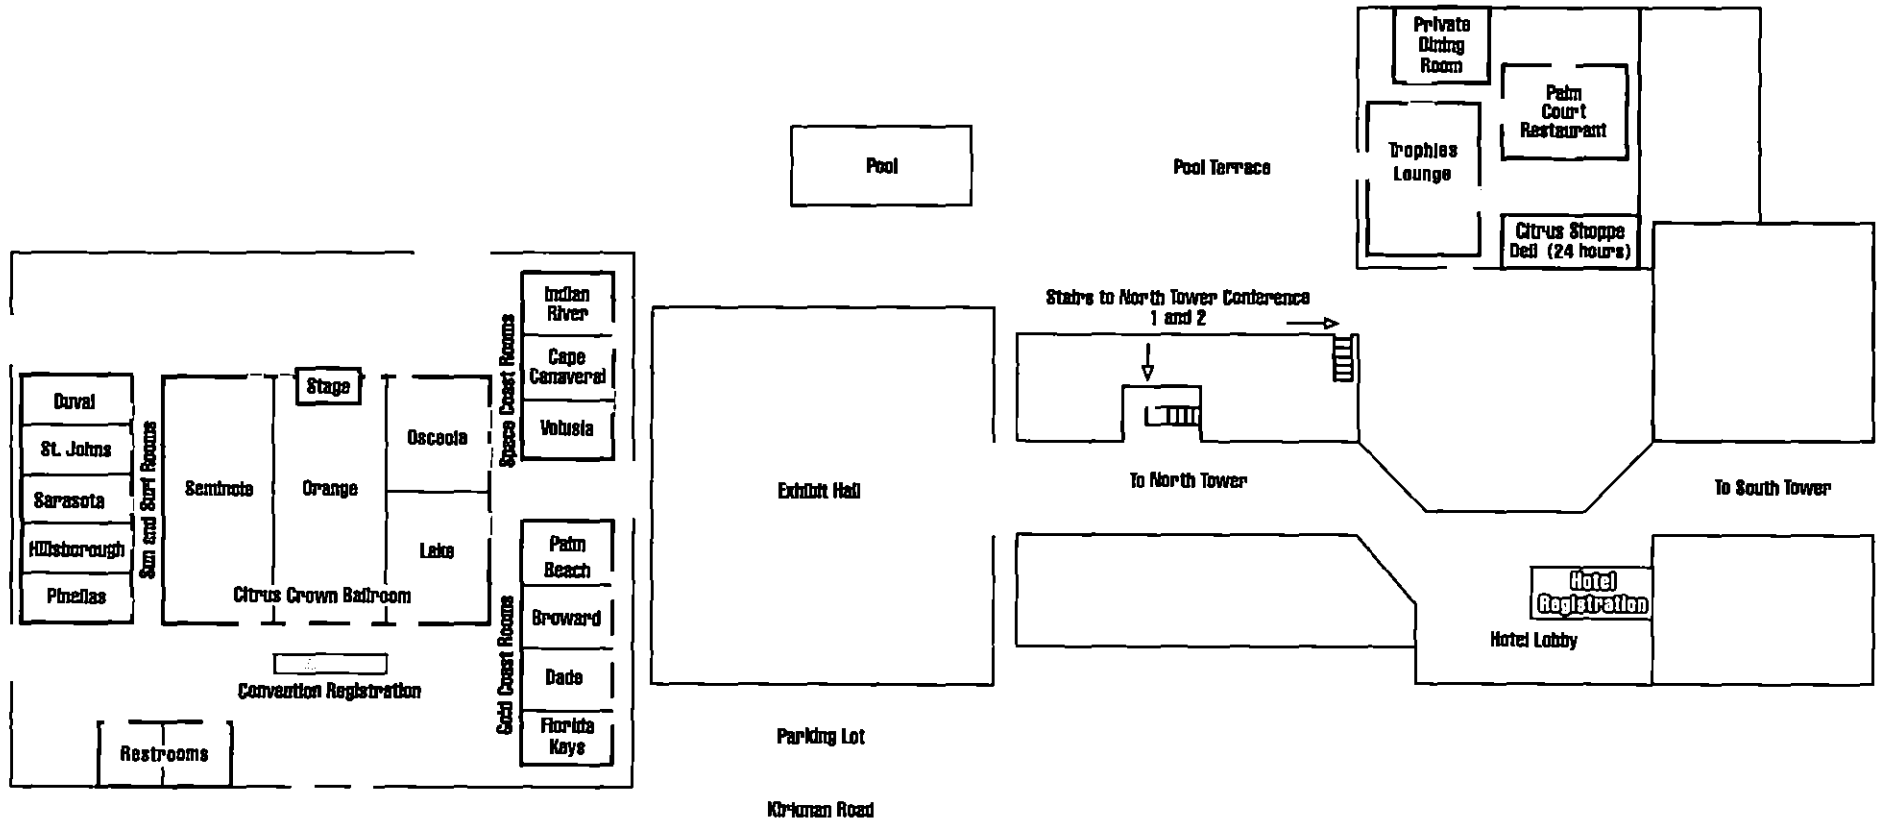 Private
Dining
Room
Palm
Court
Restaurant
Trophies
Lounge
Citrus Shoppe
Deli (24 hours)
Pool
Pool Terrace
Stairs to North Tower Conference
1 and 2
Indian
River
Cape
Canaveral
Volusia
Space Coast Rooms
Stage
Duval
St. Johns
Sarasota
Hillsborough
Pinellas
Sun and Surf Rooms
Seminole
Orange
Osceola
Lake
Citrus Crown Ballroom
Exhibit Hall
To North Tower
To South Tower
Palm
Beach
Broward
Dade
Florida
Keys
Gold Coast Rooms
Hotel
Registration
Hotel Lobby
Convention Registration
Restrooms
Parking Lot
Kirkman Road